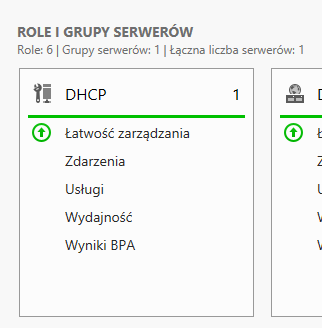 ROLE I GRUPY SERWERÓW
Role: 6 | Grupy serwerów: 1 | Łączna liczba serwerów: 1
DHCP 1
Łatwość zarządzania
Zdarzenia
Usługi
Wydajność
Wyniki BPA